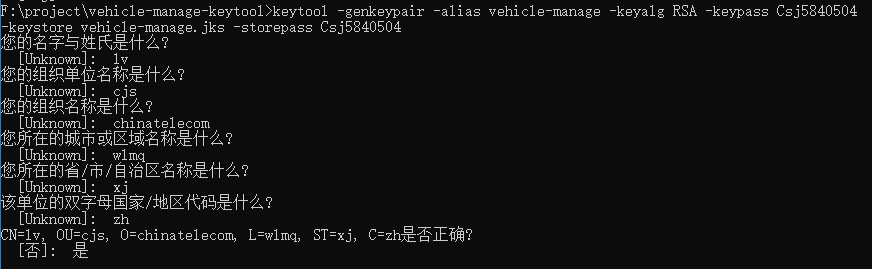 F:\project\vehicle-manage-keytool>keytool -genkeypair -alias vehicle-manage -keyalg RSA -keypass Csj5840504
-keystore vehicle-manage.jks -storepass Csj5840504
您的名字与姓氏是什么?
[Unknown]: lv
您的组织单位名称是什么?
[Unknown]: cjs
您的组织名称是什么?
[Unknown]: chinatelecom
您所在的城市或区域名称是什么?
[Unknown]: wlmq
您所在的省/市/自治区名称是什么?
[Unknown]: xj
该单位的双字母国家/地区代码是什么?
[Unknown]: zh
CN=lv, OU=cjs, O=chinatelecom, L=wlmq, ST=xj, C=zh是否正确?
[否]: 是